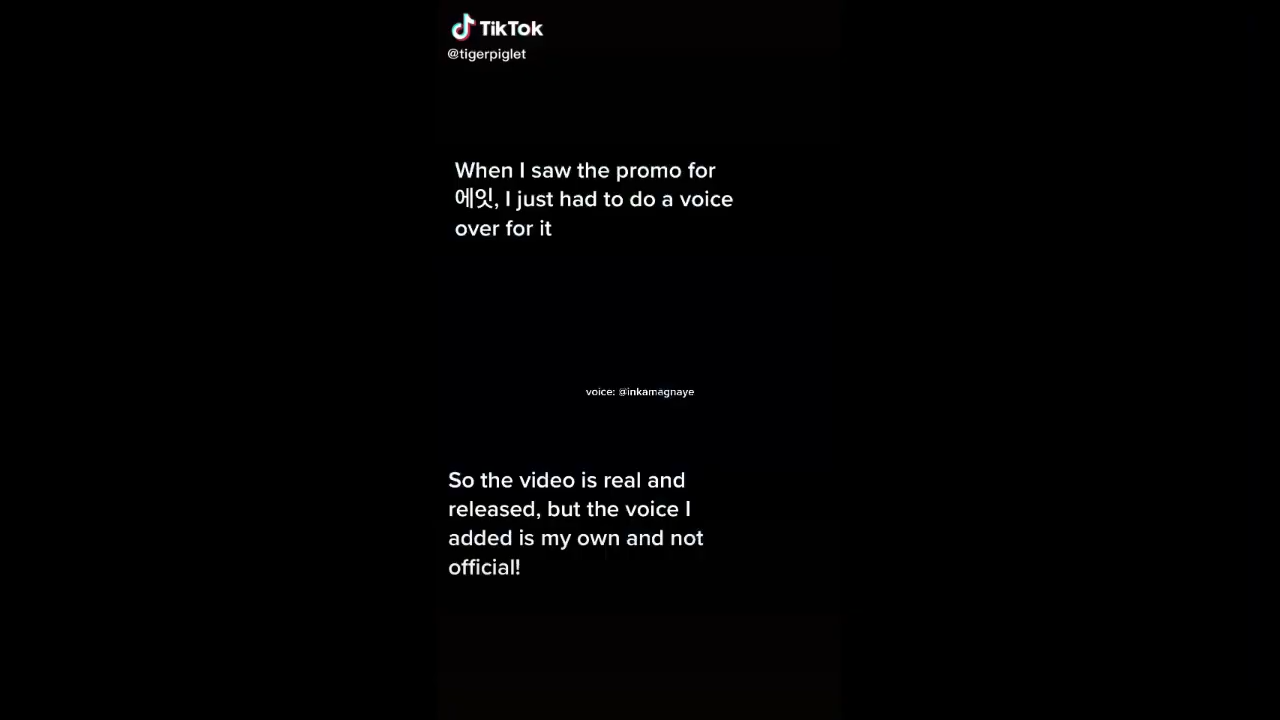 TikTok
@tigerpiglet
When I saw the promo for
에잇, I just had to do a voice
over for it
voice: @inkamagnaye
So the video is real and
released, but the voice I
added is my own and not
official!